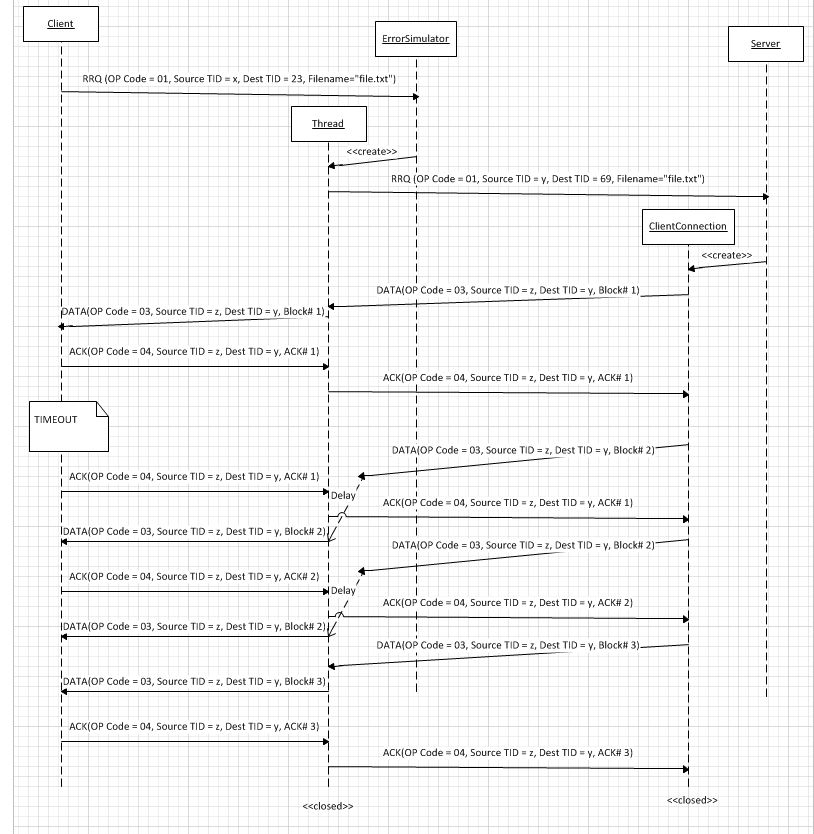 Client
ErrorSimulator
Server
RRQ (OP Code = 01, Source TID = x, Dest TID = 23, Filename="file.txt")
Thread
<<create>>
RRQ (OP Code = 01, Source TID = y, Dest TID = 69, Filename="file.txt")
ClientConnection
<<create>>
DATA(OP Code = 03, Source TID = z, Dest TID = y, Block# 1)
DATA(OP Code = 03, Source TID = z, Dest TID = y, Block# 1)
ACK(OP Code = 04, Source TID = z, Dest TID = y, ACK# 1)
ACK(OP Code = 04, Source TID = z, Dest TID = y, ACK# 1)
TIMEOUT
DATA(OP Code = 03, Source TID = z, Dest TID = y, Block# 2)
ACK(OP Code = 04, Source TID = z, Dest TID = y, ACK# 1)
Delay
ACK(OP Code = 04, Source TID = z, Dest TID = y, ACK# 1)
DATA(OP Code = 03, Source TID = z, Dest TID = y, Block# 2)
DATA(OP Code = 03, Source TID = z, Dest TID = y, Block# 2)
ACK(OP Code = 04, Source TID = z, Dest TID = y, ACK# 2)
Delay
ACK(OP Code = 04, Source TID = z, Dest TID = y, ACK# 2)
DATA(OP Code = 03, Source TID = z, Dest TID = y, Block# 2)
DATA(OP Code = 03, Source TID = z, Dest TID = y, Block# 3)
DATA(OP Code = 03, Source TID = z, Dest TID = y, Block# 3)
ACK(OP Code = 04, Source TID = z, Dest TID = y, ACK# 3)
ACK(OP Code = 04, Source TID = z, Dest TID = y, ACK# 3)
<<closed>>
<<closed>>